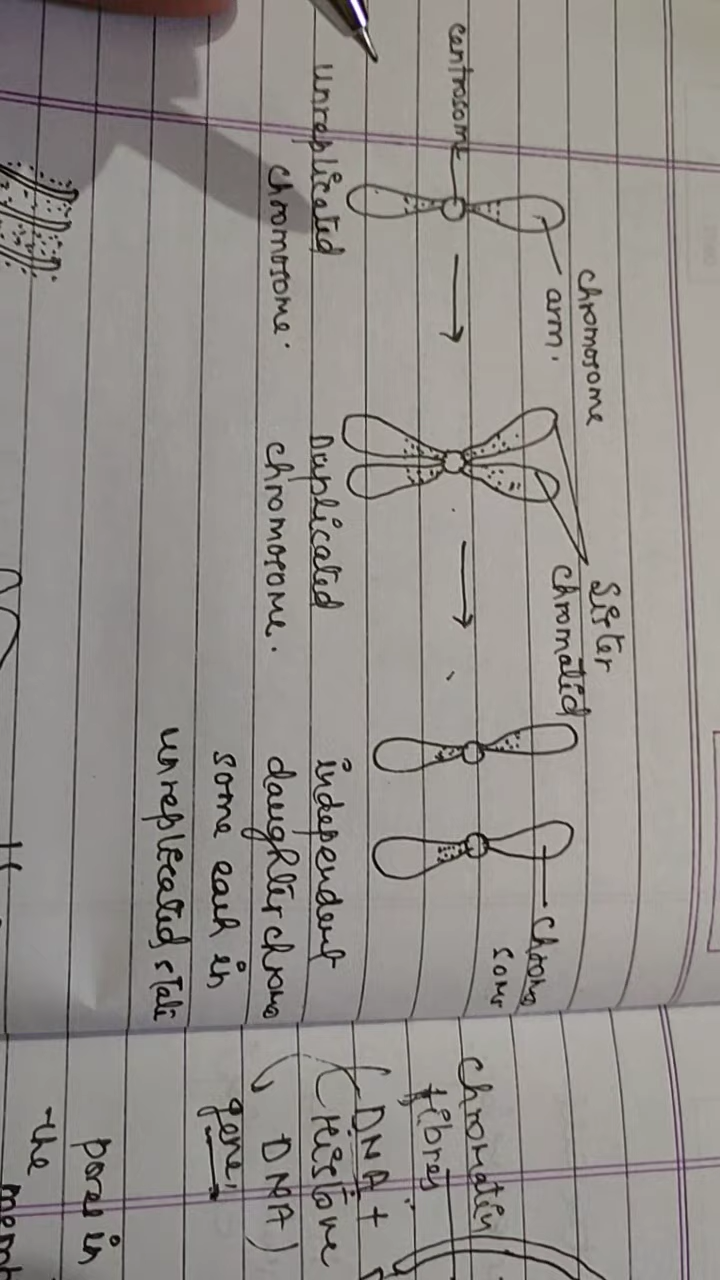 chromosome
arm.
centrosome
Unreplicated
chromosome.
Sister
chromatid
Duplicated
chromosome.
Chromo
some
independent
daughter chromo
some each in
unreplicated state
Chromatin
fibres
(DNA +
Histone
DNA)
gene,
pores in
the